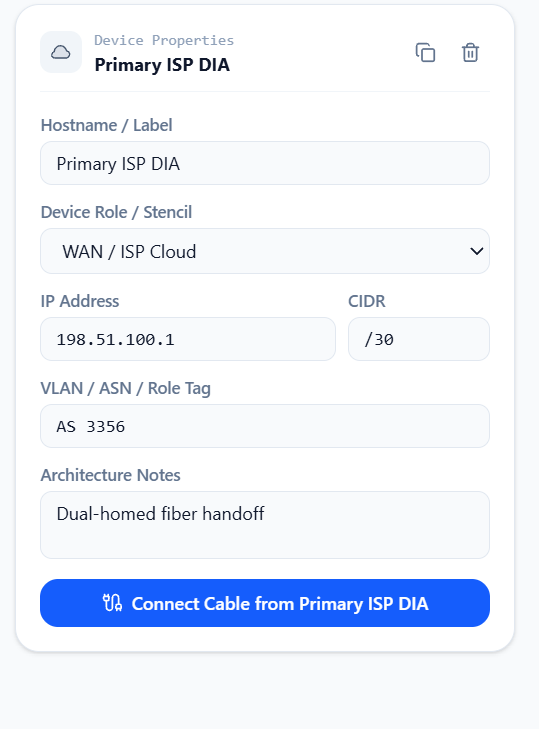 Device Properties
Primary ISP DIA
Hostname / Label
Primary ISP DIA
Device Role / Stencil
WAN / ISP Cloud
IP Address
CIDR
198.51.100.1
/30
VLAN / ASN / Role Tag
AS 3356
Architecture Notes
Dual-homed fiber handoff
Connect Cable from Primary ISP DIA